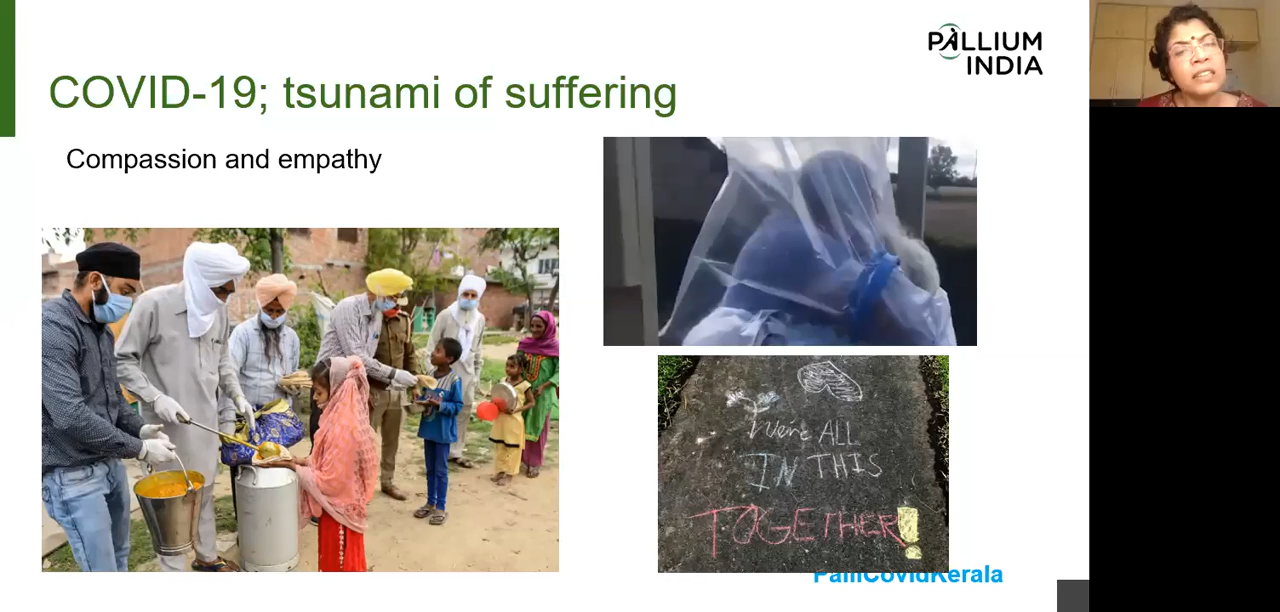 PALLIUM
INDIA
COVID-19; tsunami of suffering
Compassion and empathy
We're ALL
IN THIS
TOGETHER!
PalliCovidKerala